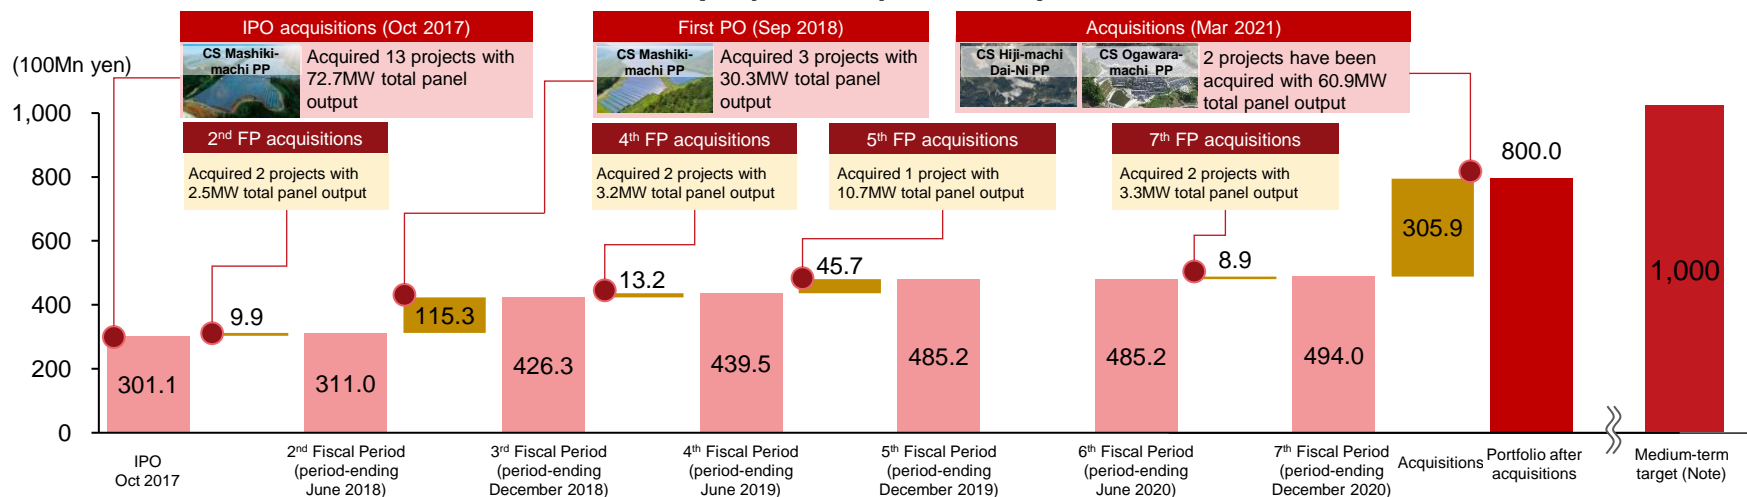 IPO acquisitions (Oct 2017)
CS Mashiki-
machi PP
Acquired 13 projects with
72.7MW total panel
output
First PO (Sep 2018)
CS Mashiki-
machi PP
Acquired 3 projects with
30.3MW total panel
output
Acquisitions (Mar 2021)
CS Hiji-machi
Dai-Ni PP
CS Ogawara-
machi PP
2 projects have been
acquired with 60.9MW
total panel output
(100Mn yen)
2nd FP acquisitions
Acquired 2 projects with
2.5MW total panel output
4th FP acquisitions
Acquired 2 projects with
3.2MW total panel output
5th FP acquisitions
Acquired 1 project with
10.7MW total panel output
7th FP acquisitions
Acquired 2 projects with
3.3MW total panel output
1,000
800
600
400
200
0
301.1
9.9
311.0
115.3
426.3
13.2
439.5
45.7
485.2
485.2
8.9
494.0
305.9
800.0
1,000
IPO
Oct 2017
2nd Fiscal Period
(period-ending
June 2018)
3rd Fiscal Period
(period-ending
December 2018)
4th Fiscal Period
(period-ending
June 2019)
5th Fiscal Period
(period-ending
December 2019)
6th Fiscal Period
(period-ending
June 2020)
7th Fiscal Period
(period-ending
December 2020)
Acquisitions
Portfolio after
acquisitions
Medium-term
target (Note)